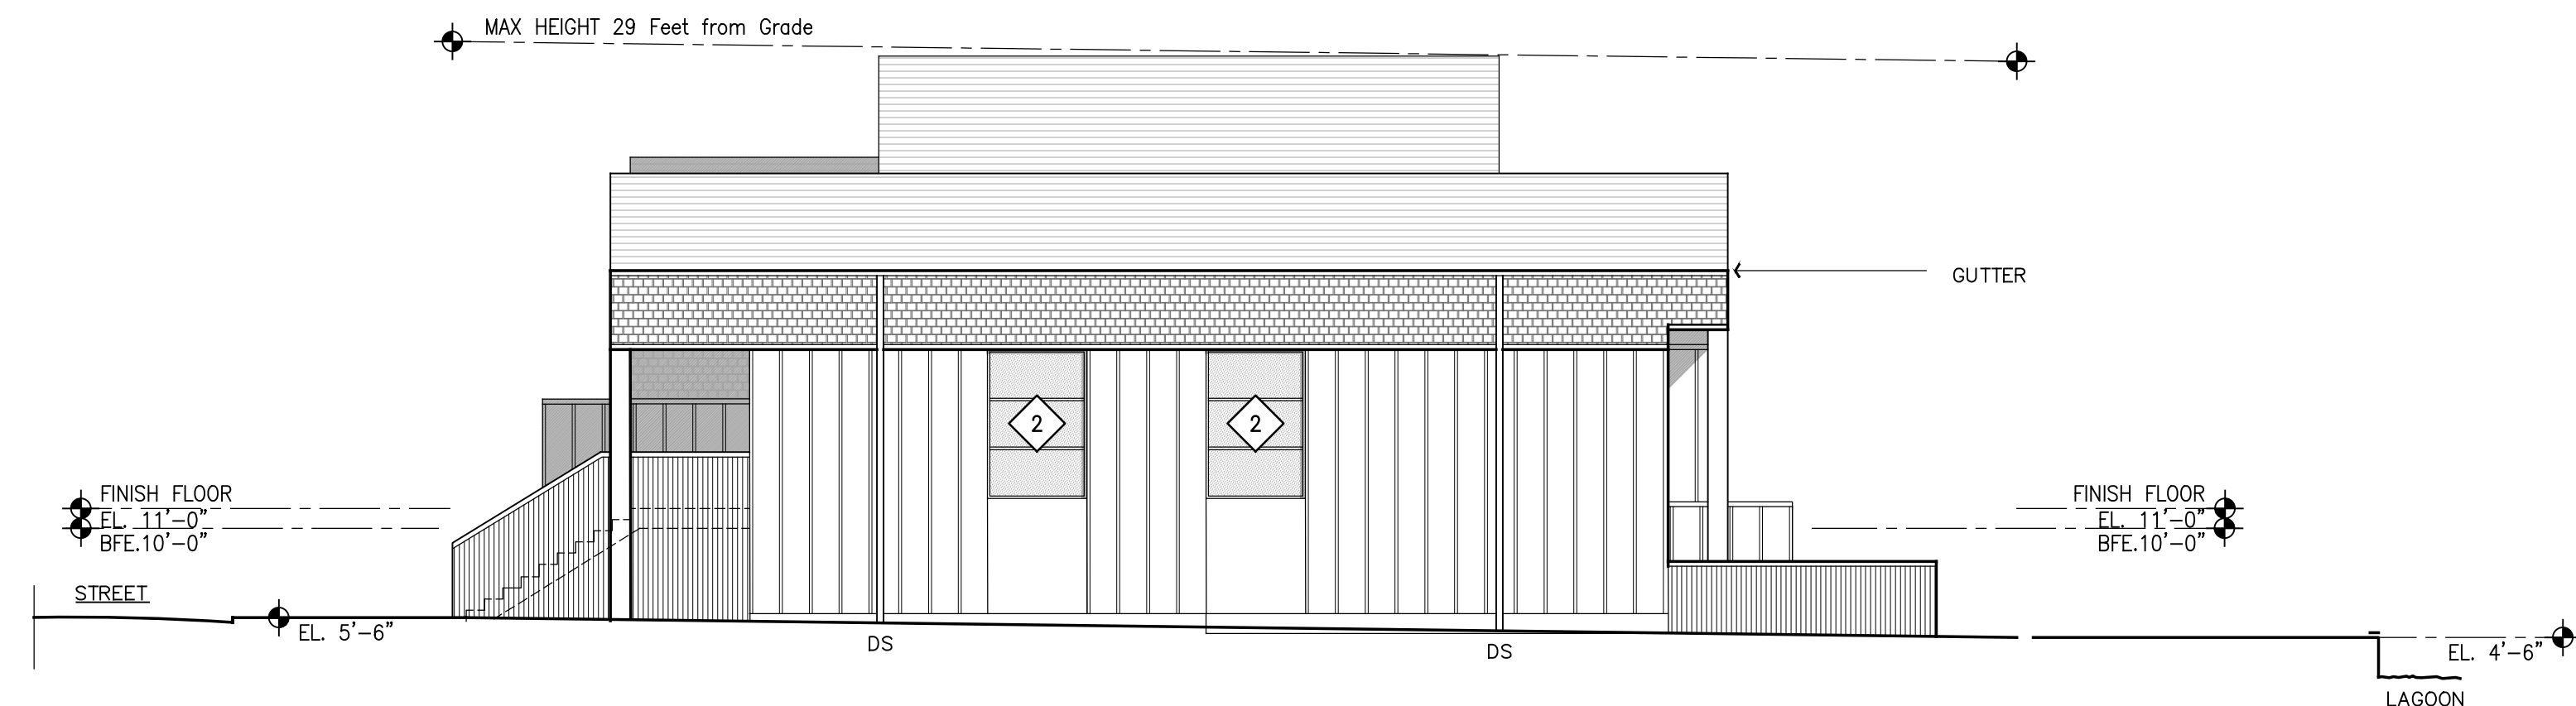 MAX HEIGHT 29 Feet from Grade
GUTTER
2
2
FINISH FLOOR
EL. 11'-0"
BFE.10'-0"
FINISH FLOOR
EL. 11'-0"
BFE.10'-0"
STREET
EL. 5'-6"
DS
DS
EL. 4'-6"
LAGOON